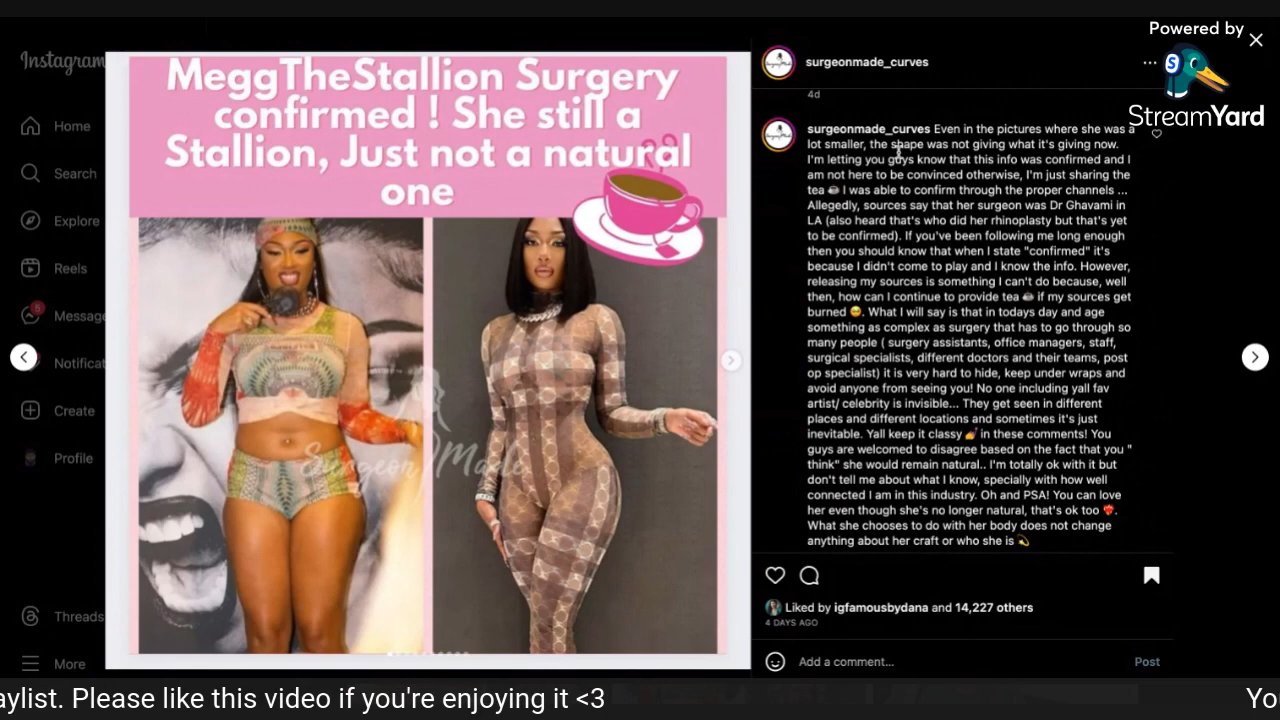 Powered by
StreamYard
Instagram
Home
Search
Explore
Reels
6
Message
Notificat
Create
Profile
Threads
More
MeggTheStallion Surgery
confirmed ! She still a
Stallion, Just not a natural
one
Surgeon Made
surgeonmade_curves
4d
surgeonmade_curves Even in the pictures where she was a
lot smaller, the shape was not giving what it's giving now.
I'm letting you guys know that this info was confirmed and I
am not here to be convinced otherwise, I'm just sharing the
tea ☕ I was able to confirm through the proper channels ...
Allegedly, sources say that her surgeon was Dr Ghavami in
LA (also heard that's who did her rhinoplasty but that's yet
to be confirmed). If you've been following me long enough
then you should know that when I state "confirmed" it's
because I didn't come to play and I know the info. However,
releasing my sources is something I can't do because, well
then, how can I continue to provide tea ☕ if my sources get
burned 🥴. What I will say is that in todays day and age
something as complex as surgery that has to go through so
many people ( surgery assistants, office managers, staff,
surgical specialists, different doctors and their teams, post
op specialist) it is very hard to hide, keep under wraps and
avoid anyone from seeing you! No one including yall fav
artist/ celebrity is invisible... They get seen in different
places and different locations and sometimes it's just
inevitable. Yall keep it classy 💅 in these comments! You
guys are welcomed to disagree based on the fact that you "
think" she would remain natural.. I'm totally ok with it but
don't tell me about what I know, specially with how well
connected I am in this industry. Oh and PSA! You can love
her even though she's no longer natural, that's ok too ❤️‍🔥.
What she chooses to do with her body does not change
anything about her craft or who she is 💫
Liked by igfamousbydana and 14,227 others
4 DAYS AGO
Add a comment...
Post
aylist. Please like this video if you're enjoying it <3
Yo